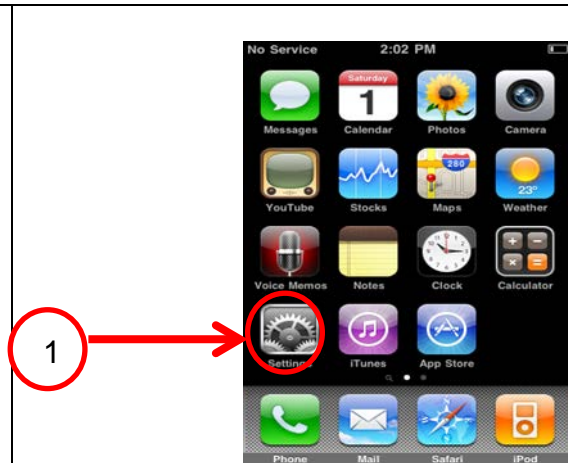 No Service 2:02 PM
Saturday
1
Messages Calendar Photos Camera
280
23°
YouTube Stocks Maps Weather
Voice Memos Notes Clock Calculator
1
Settings iTunes App Store
Phone Mail Safari iPod